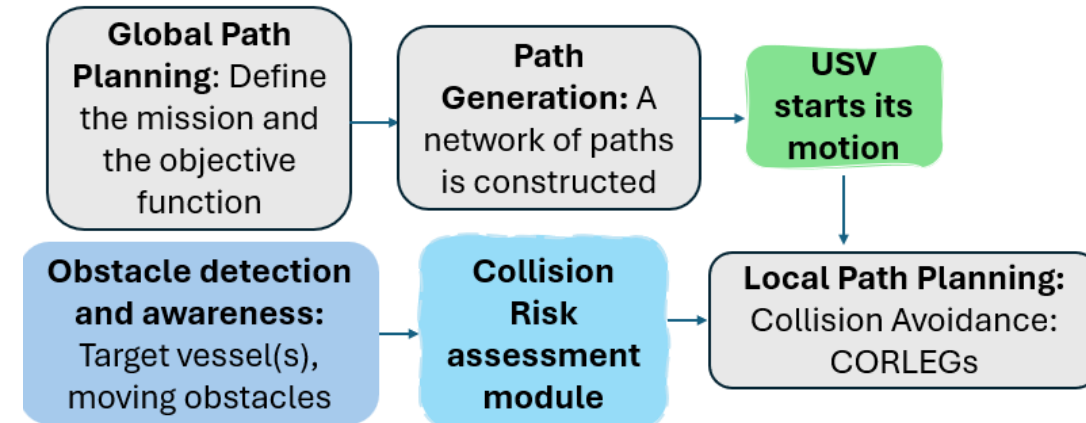 Global Path
Planning: Define
the mission and
the objective
function
Path
Generation: A
network of paths
is constructed
USV
starts its
motion
Obstacle detection
and awareness:
Target vessel(s),
moving obstacles
Collision
Risk
assessment
module
Local Path Planning:
Collision Avoidance:
CORLEGs